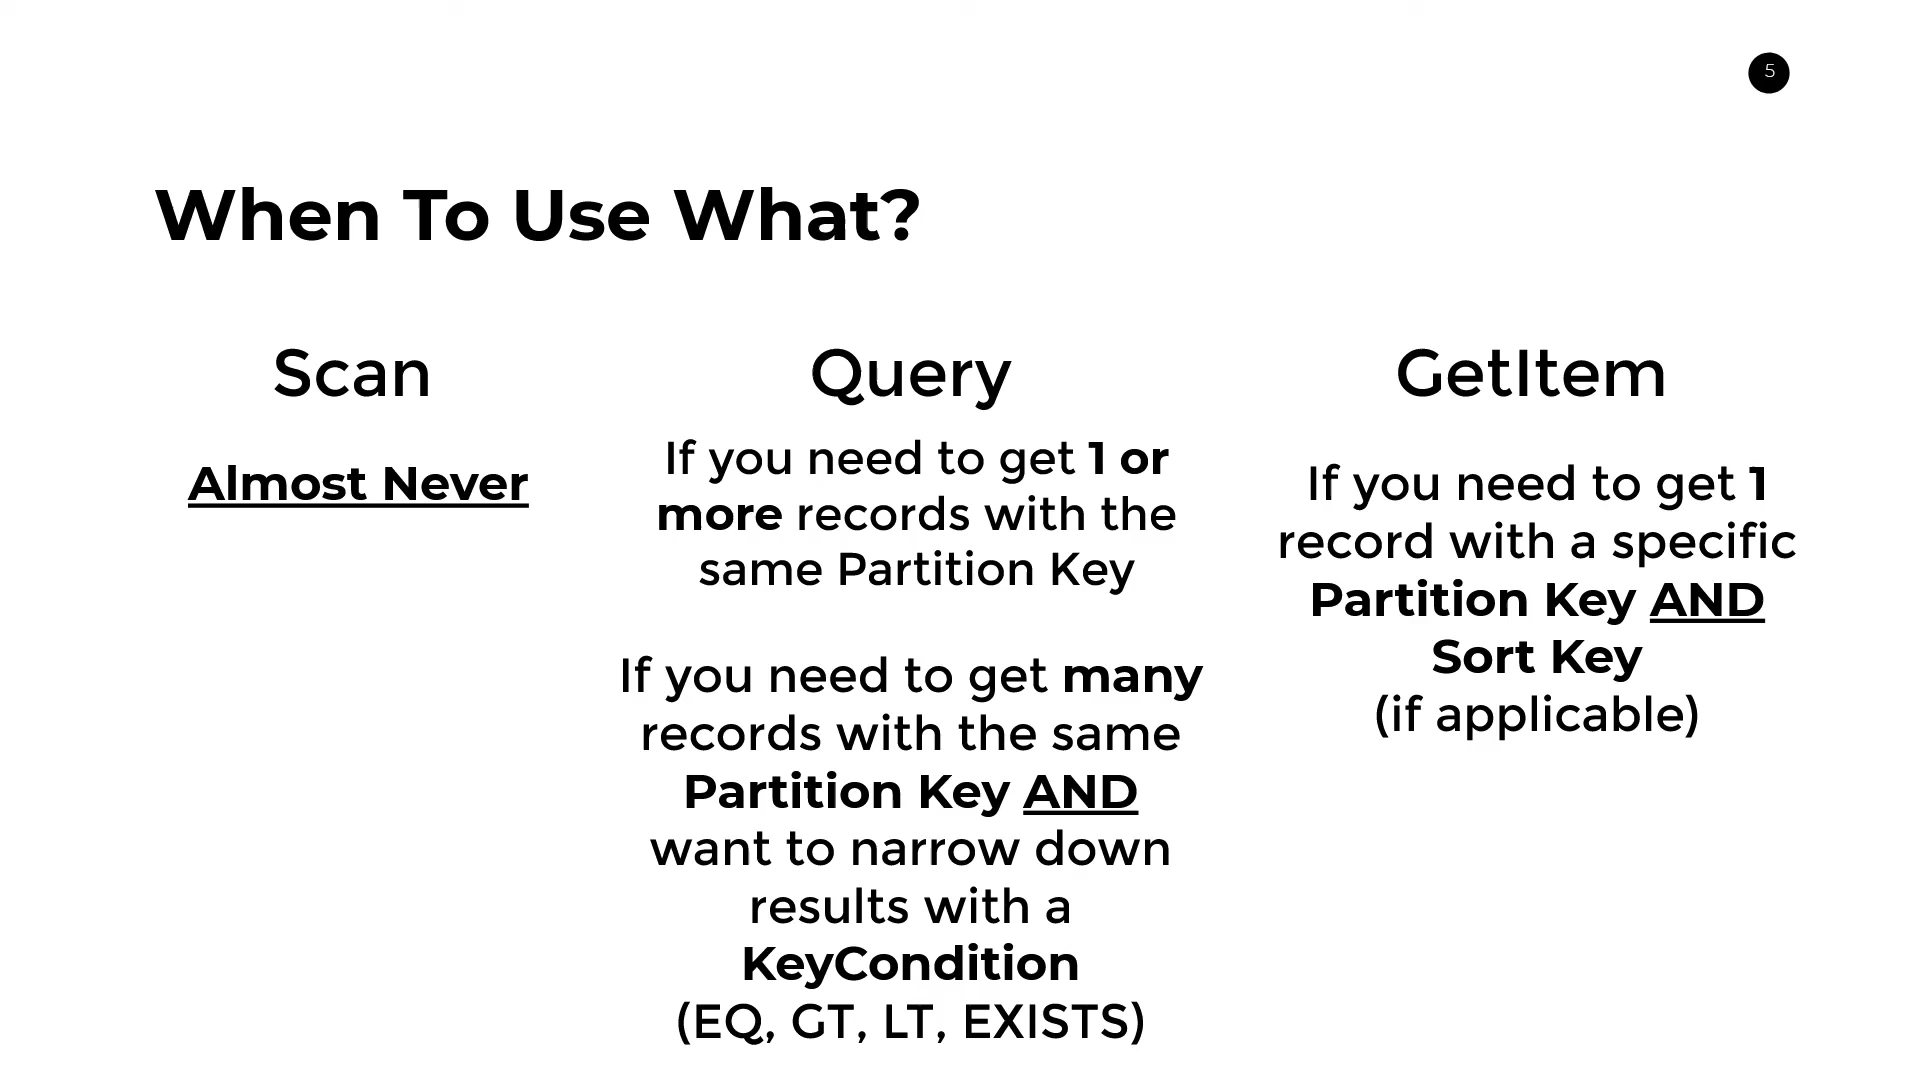 5
When To Use What?
Scan
Almost Never
Query
If you need to get 1 or
more records with the
same Partition Key
If you need to get many
records with the same
Partition Key AND
want to narrow down
results with a
KeyCondition
(EQ, GT, LT, EXISTS)
GetItem
If you need to get 1
record with a specific
Partition Key AND
Sort Key
(if applicable)